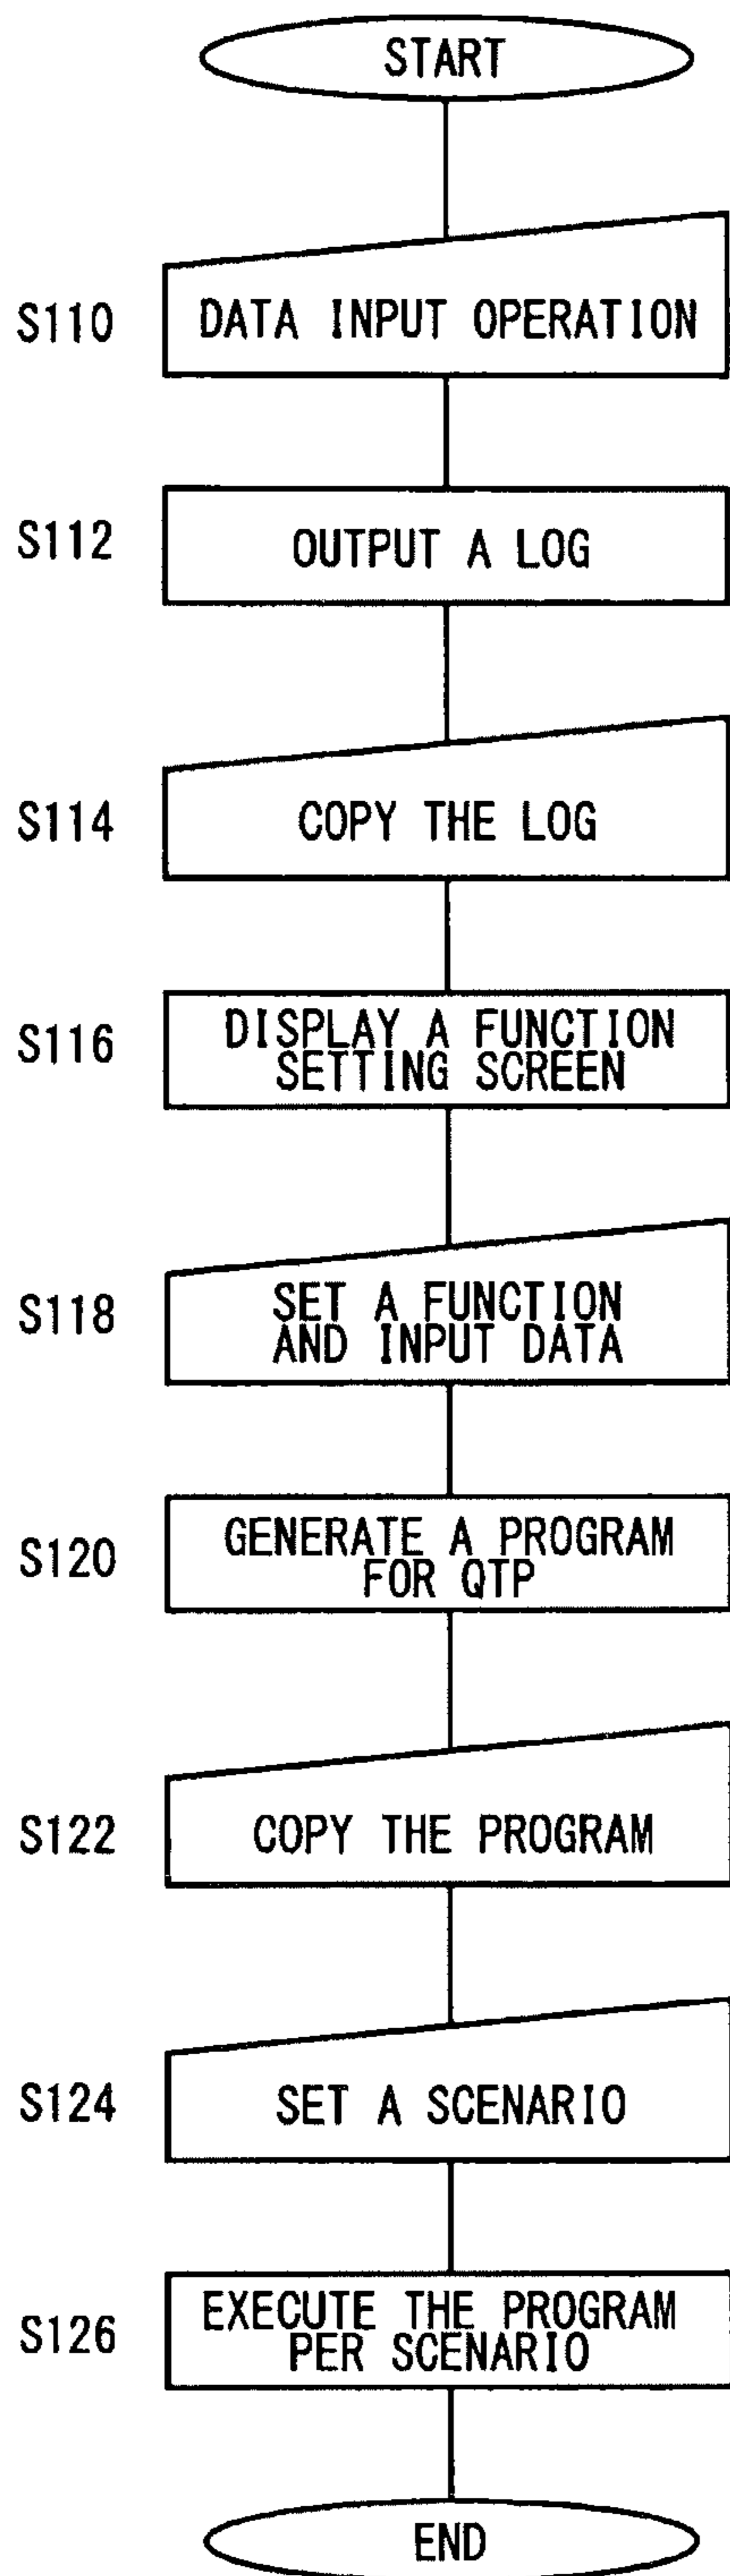 START
S110
DATA INPUT OPERATION
S112
OUTPUT A LOG
S114
COPY THE LOG
S116
DISPLAY A FUNCTION
SETTING SCREEN
S118
SET A FUNCTION
AND INPUT DATA
S120
GENERATE A PROGRAM
FOR QTP
S122
COPY THE PROGRAM
S124
SET A SCENARIO
S126
EXECUTE THE PROGRAM
PER SCENARIO
END